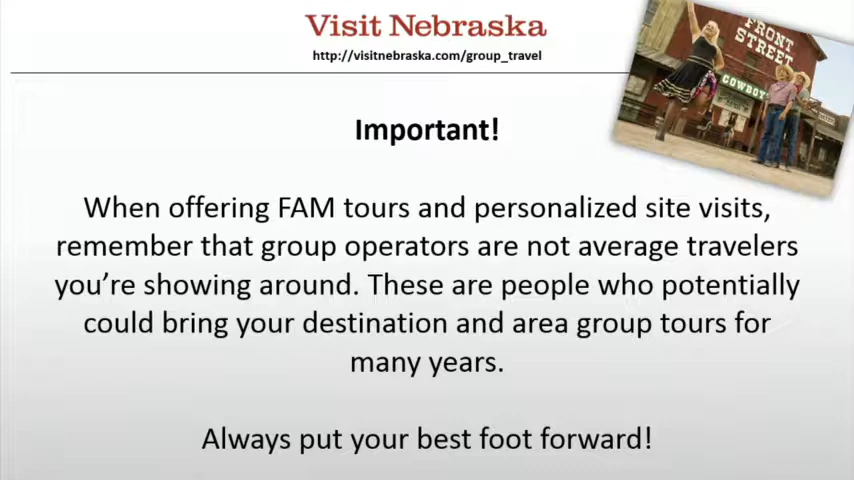 Visit Nebraska
http://visitnebraska.com/group_travel
FRONT
STREET
COWBOY
Important!
When offering FAM tours and personalized site visits,
remember that group operators are not average travelers
you’re showing around. These are people who potentially
could bring your destination and area group tours for
many years.
Always put your best foot forward!